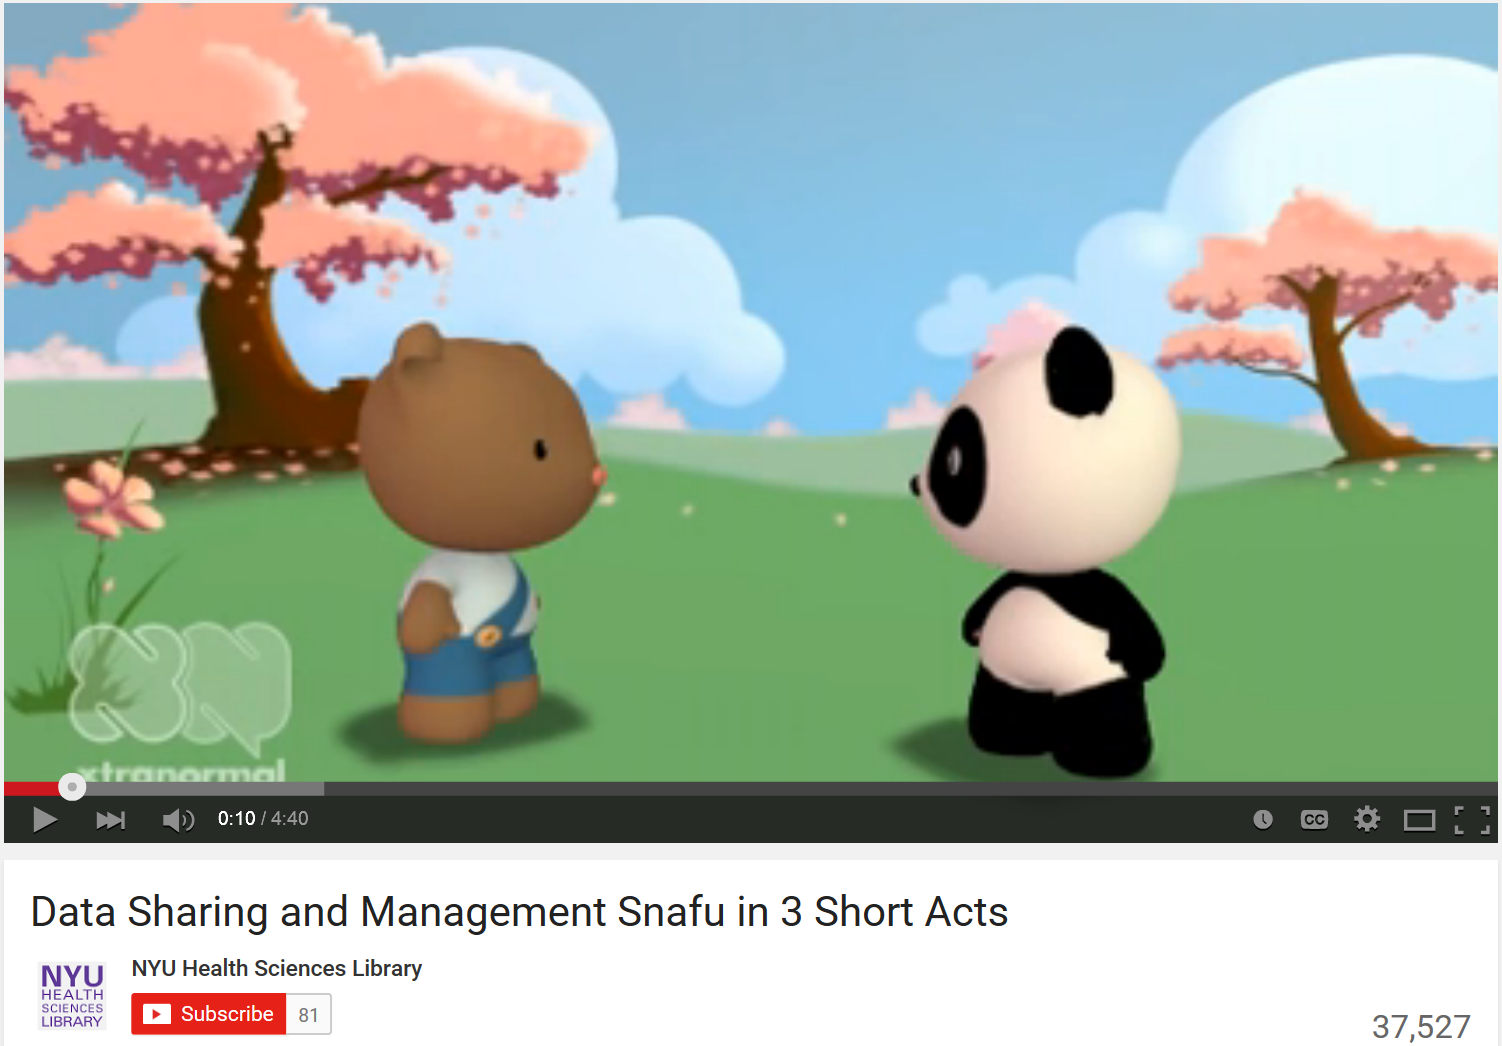 xtranormal
0:10 / 4:40
CC
Data Sharing and Management Snafu in 3 Short Acts
NYU
HEALTH
SCIENCES
LIBRARY
NYU Health Sciences Library
Subscribe 81
37,527